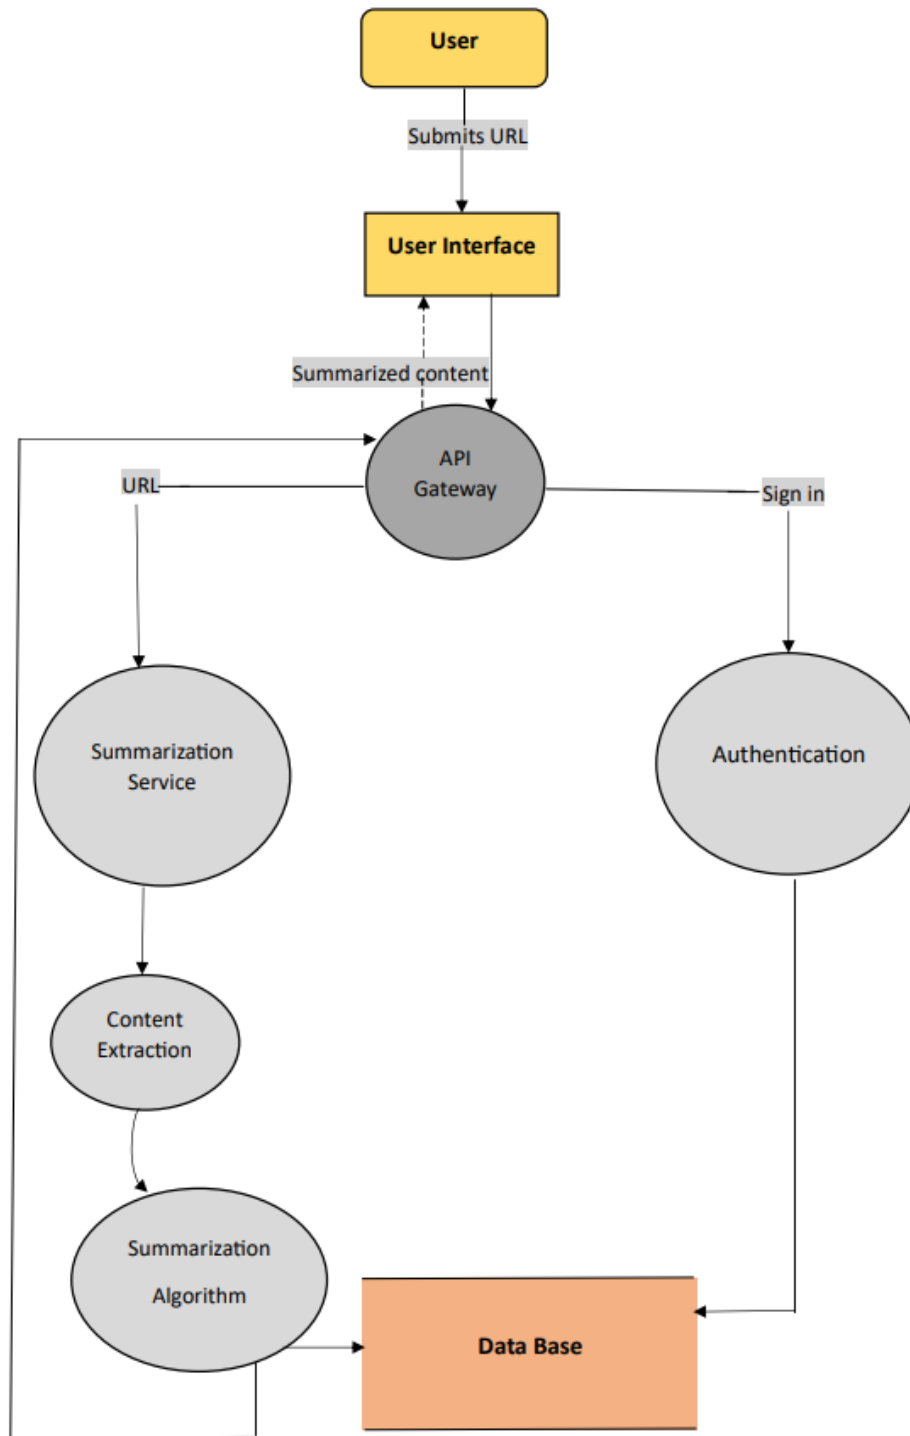 User
Submits URL
User Interface
Summarized content
API
Gateway
URL
Sign in
Summarization
Service
Authentication
Content
Extraction
Summarization
Algorithm
Data Base